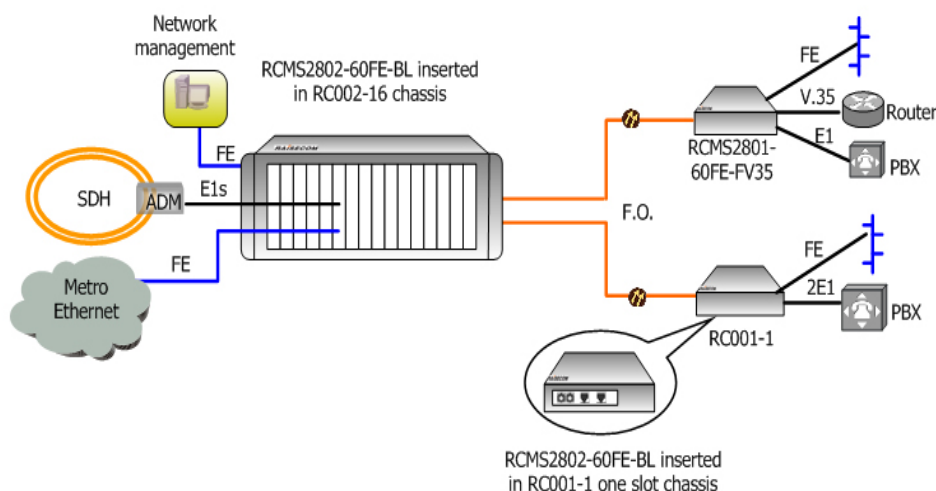 Network
management
RCMS2802-60FE-BL inserted
in RC002-16 chassis
FE
RAISECOM
SDH
ADM
E1s
FE
Metro
Ethernet
F.O.
FE
V.35
Router
E1
PBX
RCMS2801-
60FE-FV35
FE
2E1
PBX
RC001-1
RAISECOM
RCMS2802-60FE-BL inserted
in RC001-1 one slot chassis